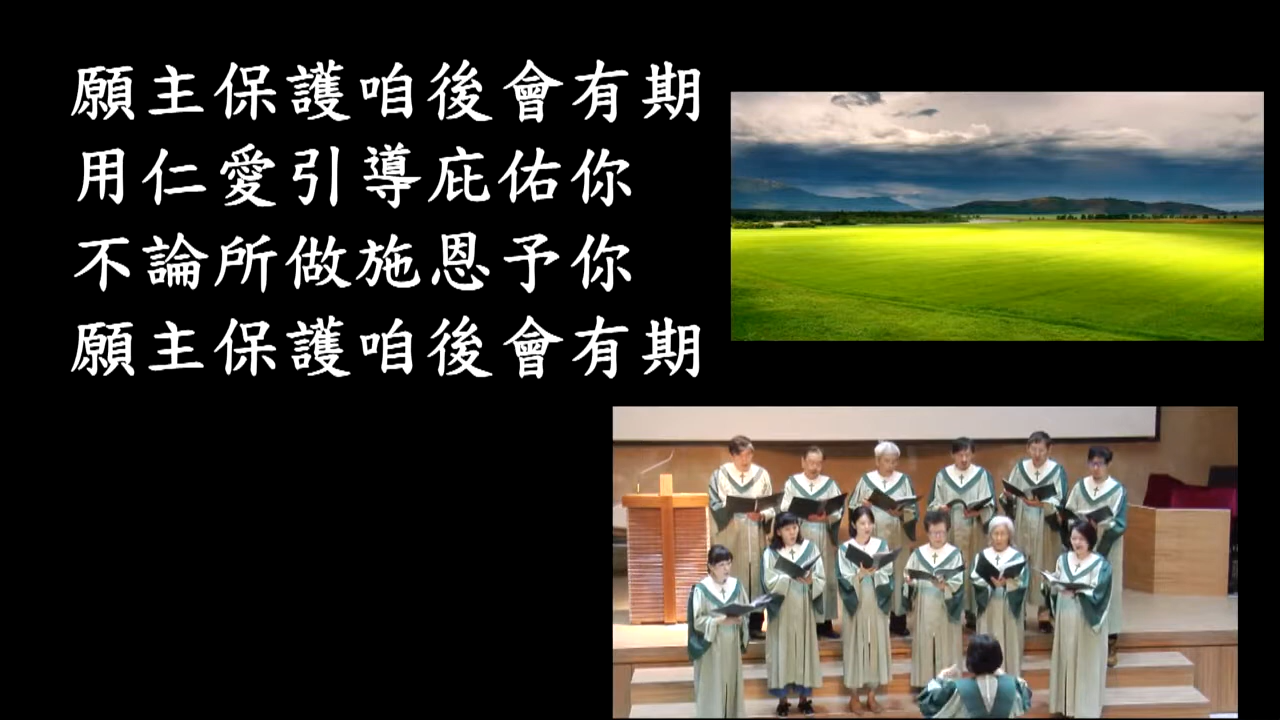 願主保護咱後會有期
用仁愛引導庇佑你
不論所做施恩予你
願主保護咱後會有期